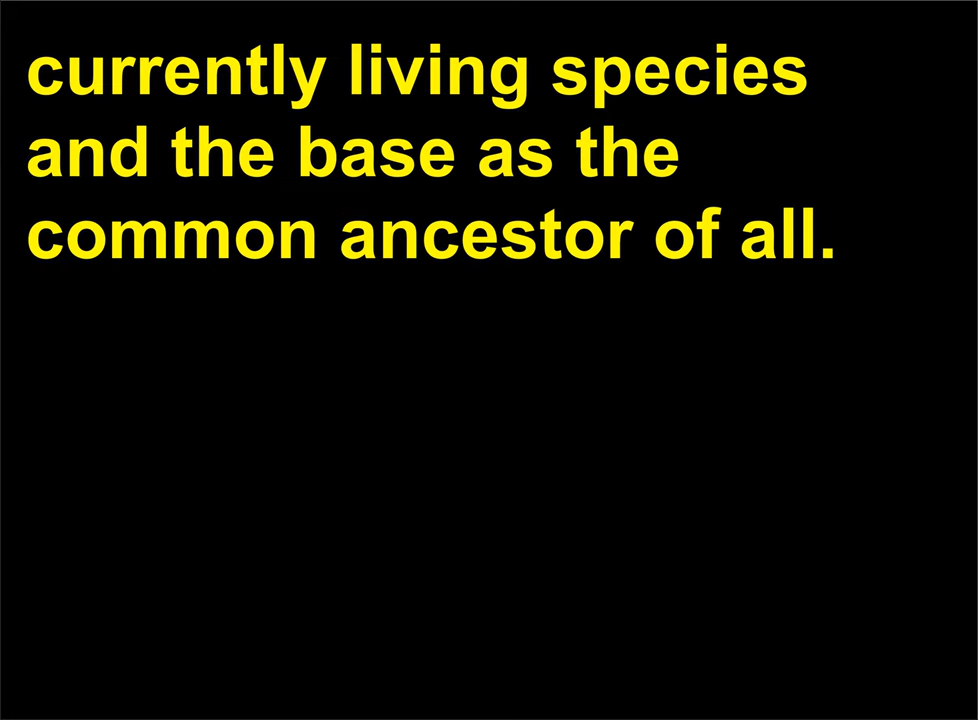 currently living species
and the base as the
common ancestor of all.